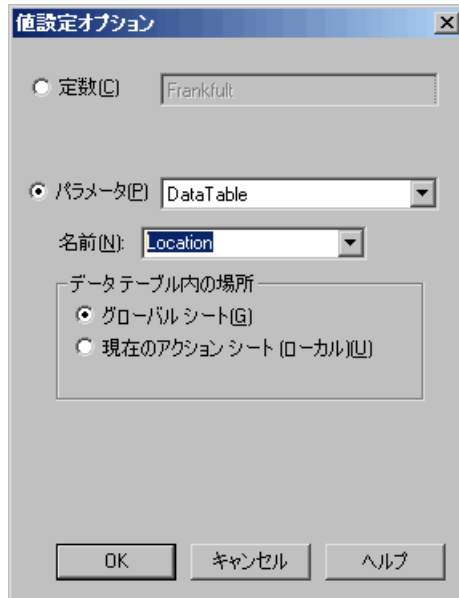 値設定オプション
定数(C) Frankfult
パラメータ(P) DataTable
名前(N): Location
データ テーブル内の場所
グローバル シート(G)
現在のアクション シート (ローカル)(U)
OK キャンセル ヘルプ